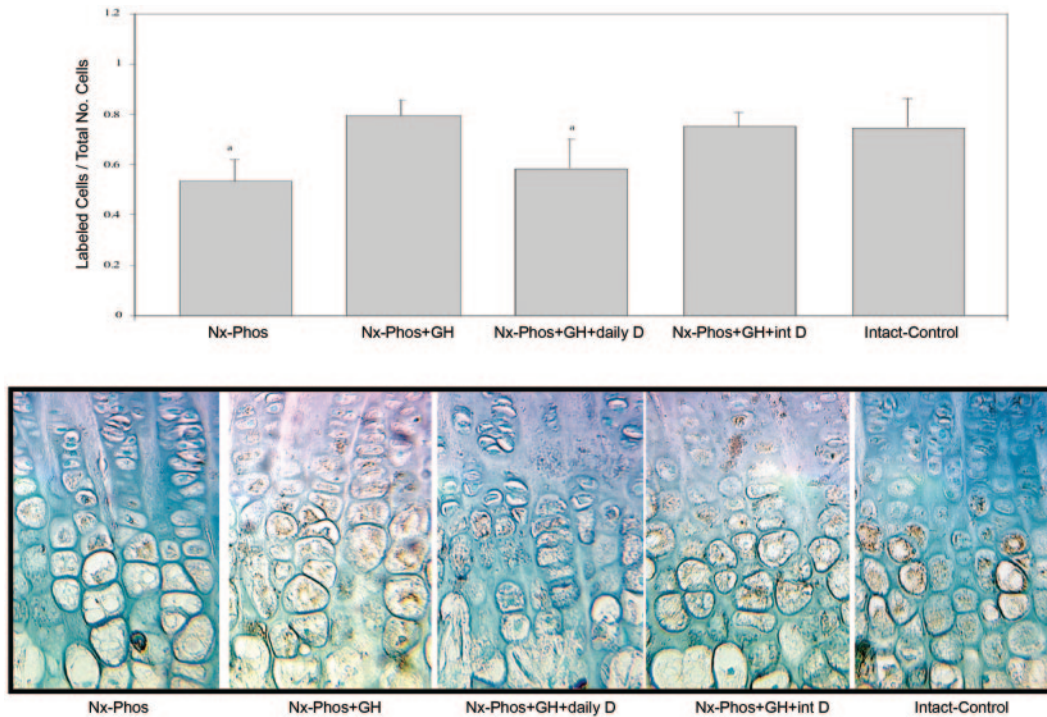 1.2
1
0.8
0.6
0.4
0.2
0
Labeled Cells / Total No. Cells
a
a
Nx-Phos Nx-Phos+GH Nx-Phos+GH+daily D Nx-Phos+GH+int D Intact-Control
Nx-Phos Nx-Phos+GH Nx-Phos+GH+daily D Nx-Phos+GH+int D Intact-Control